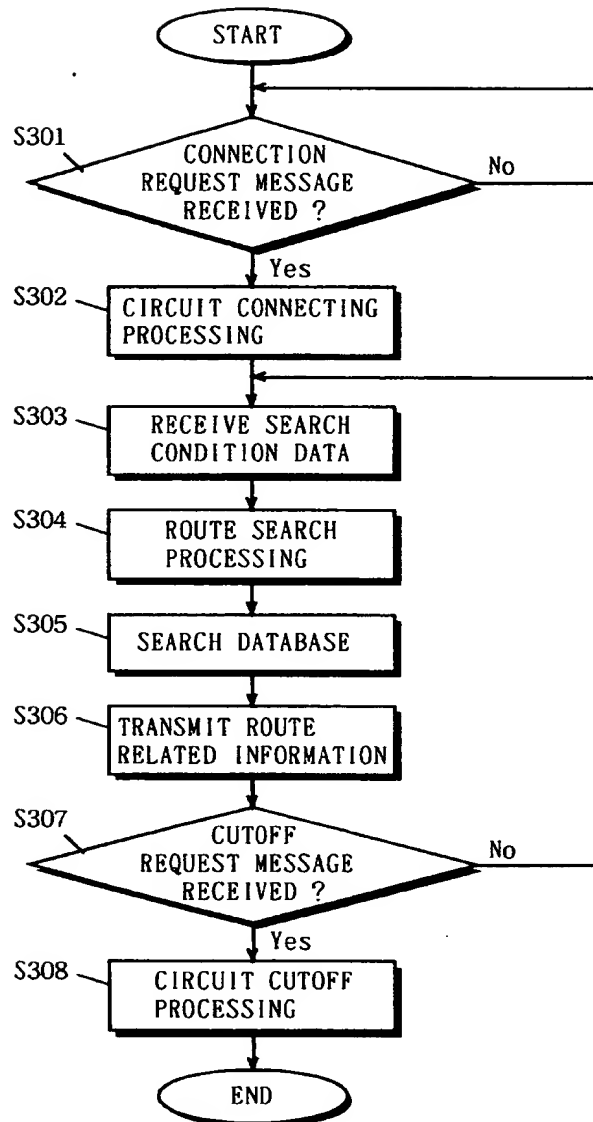 START
S301
CONNECTION
REQUEST MESSAGE
RECEIVED ?
No
Yes
S302
CIRCUIT CONNECTING
PROCESSING
S303
RECEIVE SEARCH
CONDITION DATA
S304
ROUTE SEARCH
PROCESSING
S305
SEARCH DATABASE
S306
TRANSMIT ROUTE
RELATED INFORMATION
S307
CUTOFF
REQUEST MESSAGE
RECEIVED ?
No
Yes
S308
CIRCUIT CUTOFF
PROCESSING
END